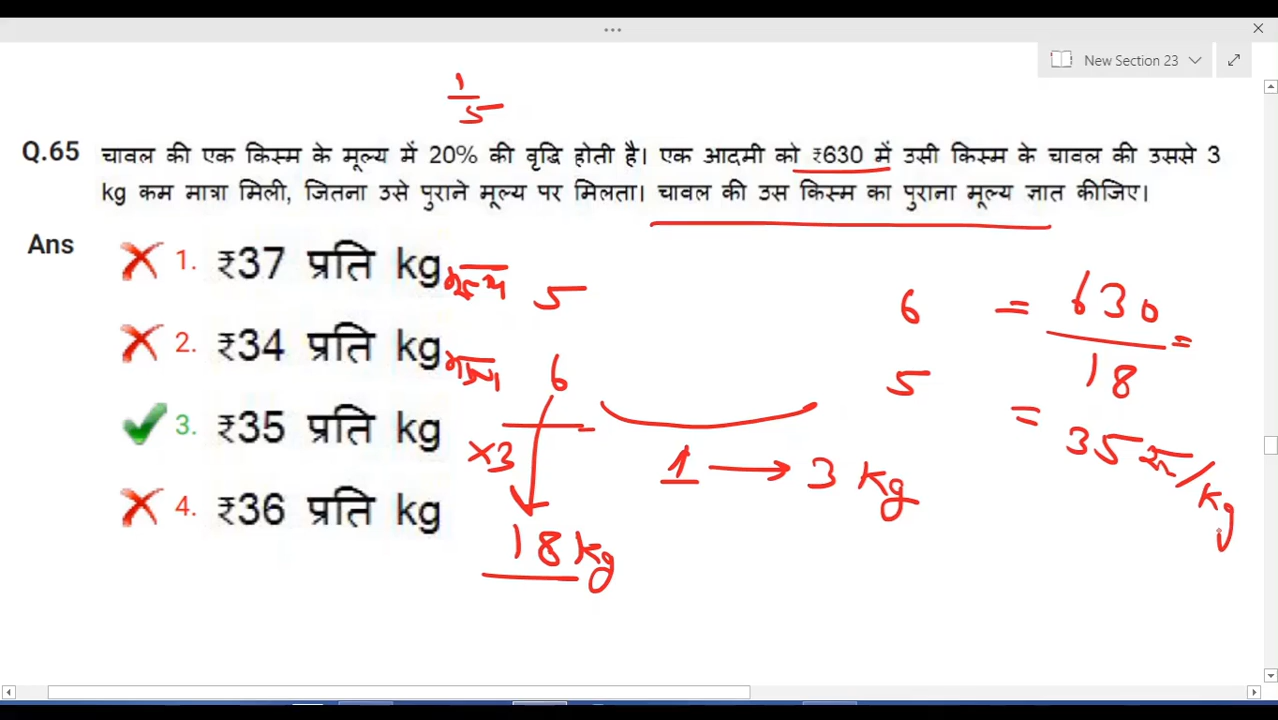 New Section 23
1
5
Q.65 चावल की एक किस्म के मूल्य में 20% की वृद्धि होती है। एक आदमी को ₹630 में उसी किस्म के चावल की उससे 3
kg कम मात्रा मिली, जितना उसे पुराने मूल्य पर मिलता। चावल की उस किस्म का पुराना मूल्य ज्ञात कीजिए।
Ans
1. ₹37 प्रति kg
2. ₹34 प्रति kg
3. ₹35 प्रति kg
4. ₹36 प्रति kg
5 6
6 5
×3
18 kg
1 → 3 kg
= 630
18 =
= 35 /kg